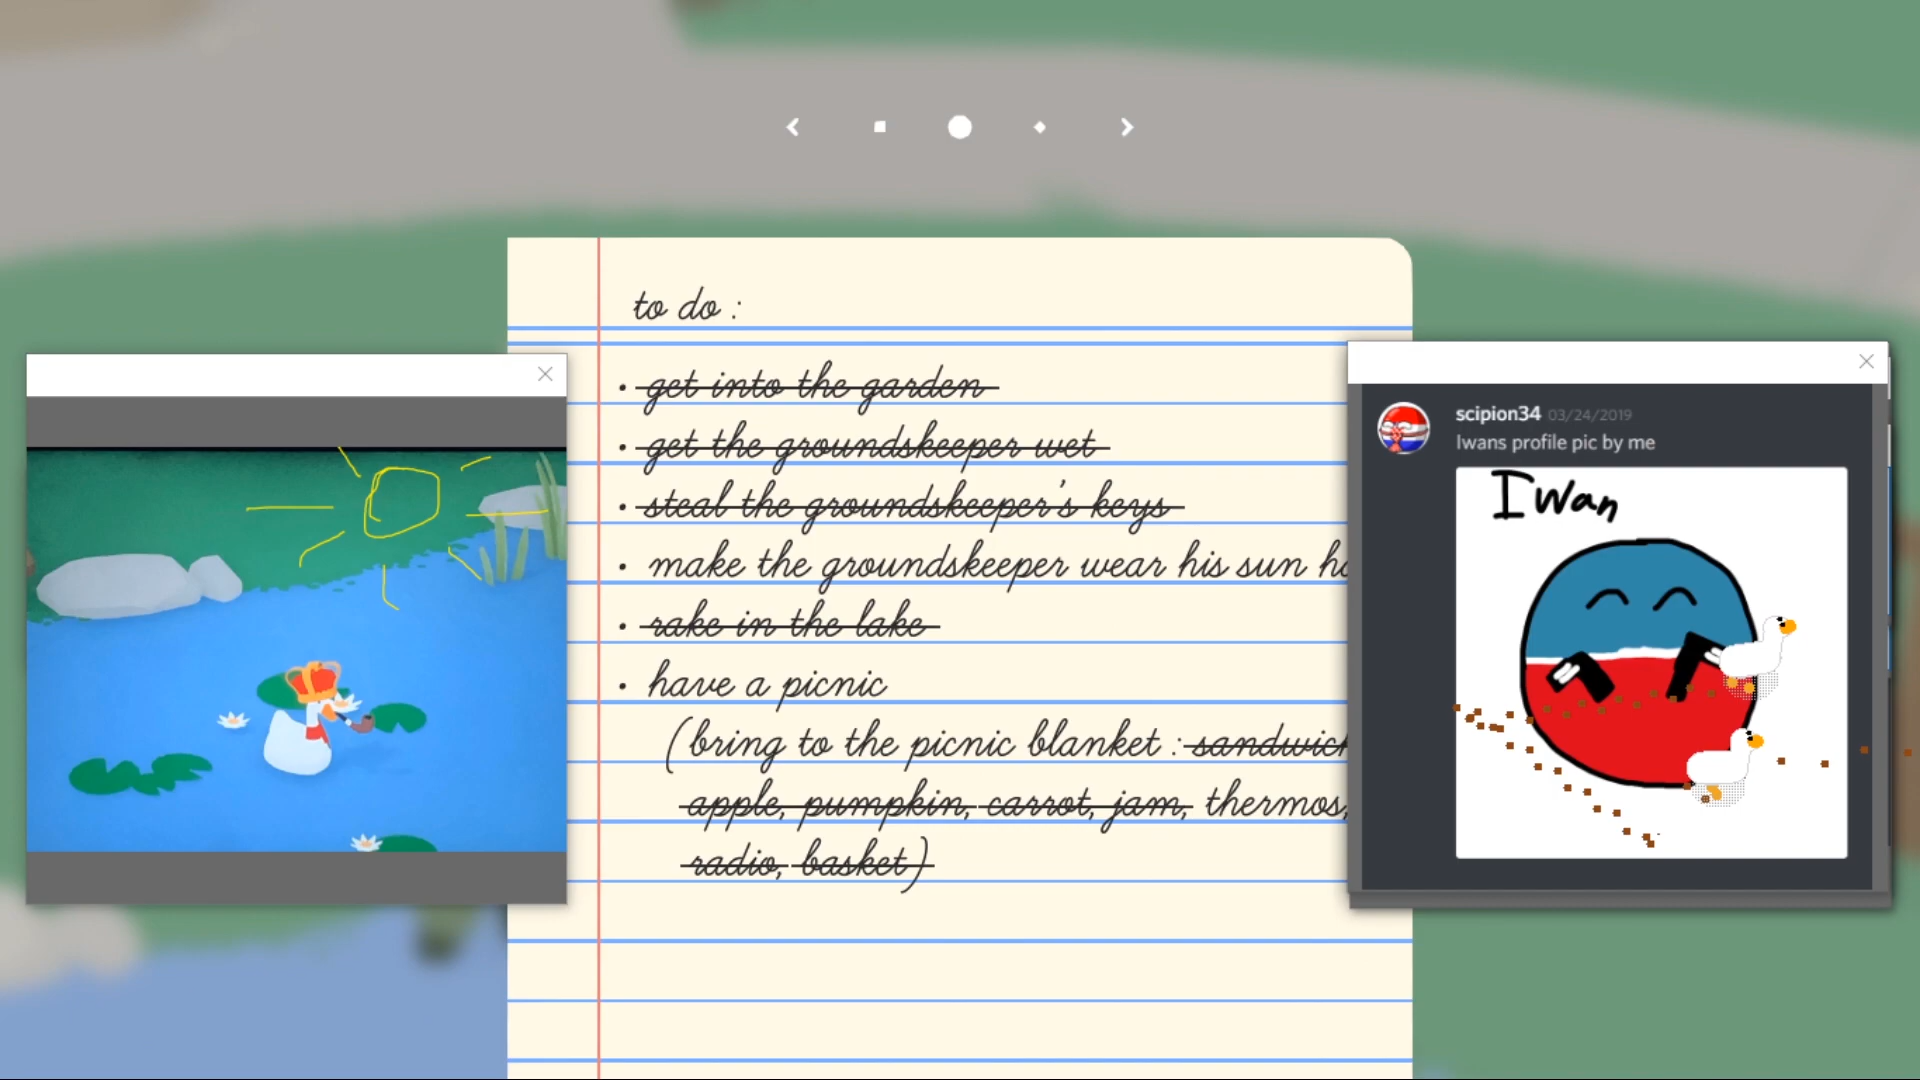 to do :
• get into the garden
• get the groundskeeper wet
• steal the groundskeeper's keys
• make the groundskeeper wear his sun
• rake in the lake
• have a picnic
(bring to the picnic blanket :
apple, pumpkin, carrot, jam, thermos,
radio, basket)
scipion34 03/24/2019
Iwans profile pic by me
IWan